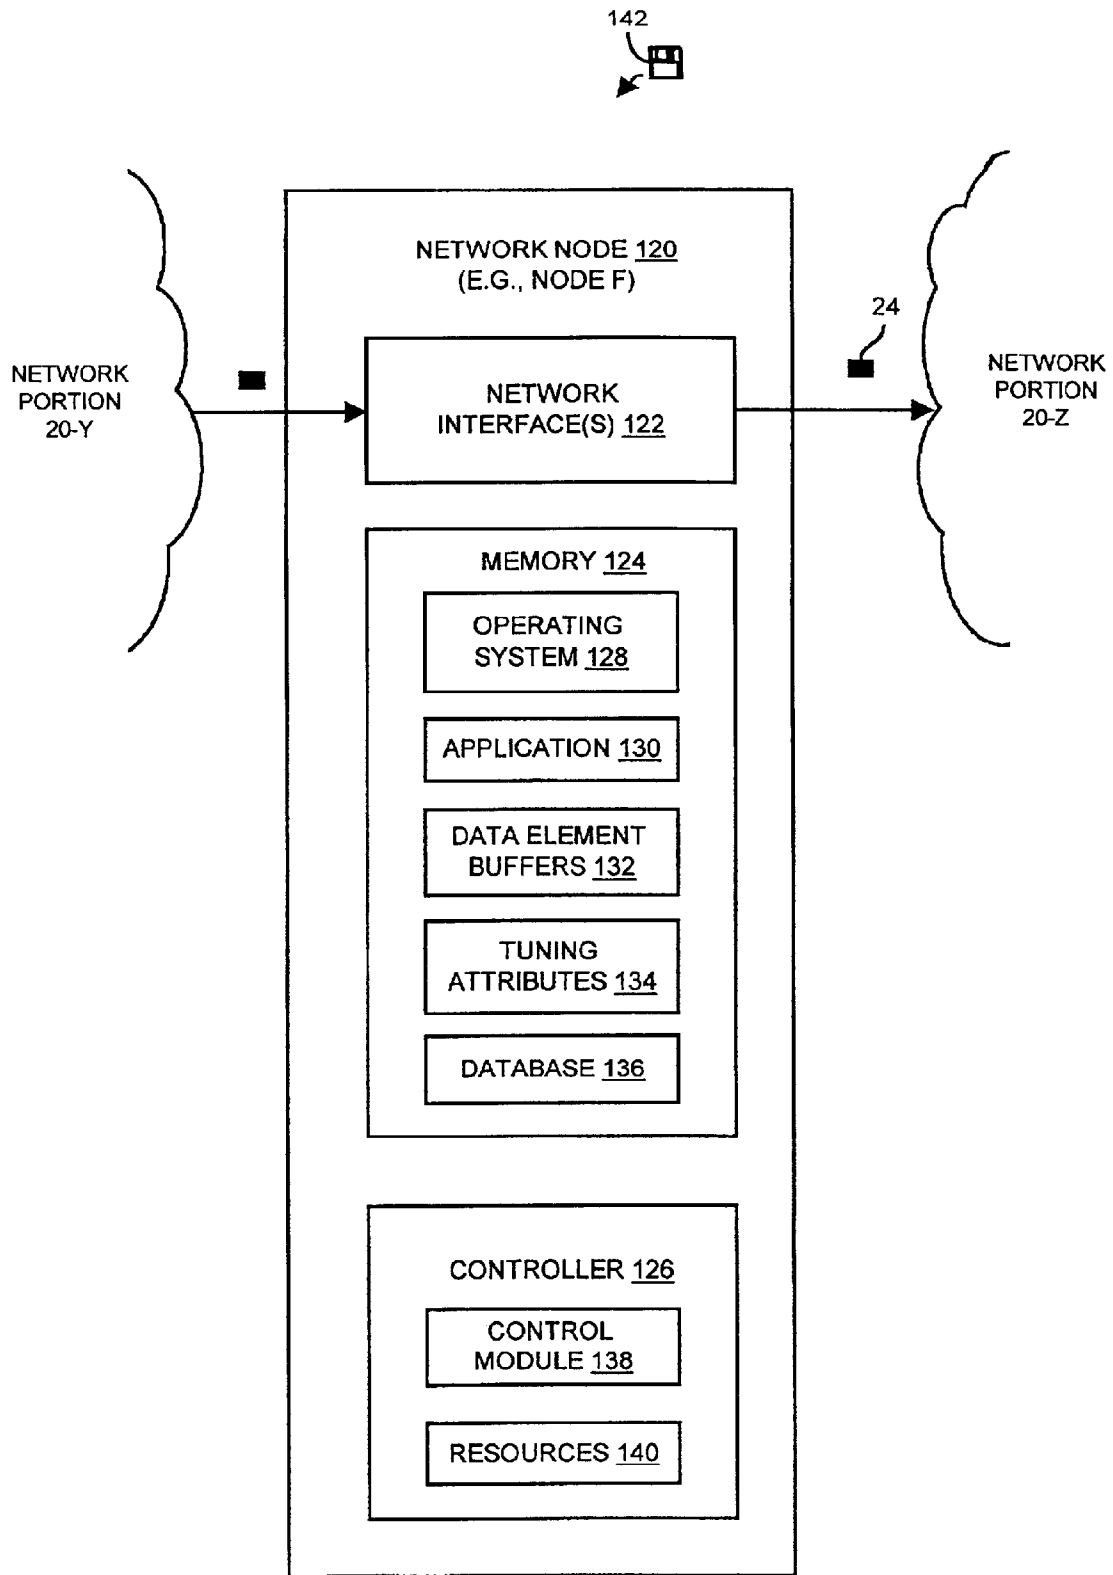 142
NETWORK NODE 120
(E.G., NODE F)
24
NETWORK
PORTION
20-Y
NETWORK
INTERFACE(S) 122
NETWORK
PORTION
20-Z
MEMORY 124
OPERATING
SYSTEM 128
APPLICATION 130
DATA ELEMENT
BUFFERS 132
TUNING
ATTRIBUTES 134
DATABASE 136
CONTROLLER 126
CONTROL
MODULE 138
RESOURCES 140